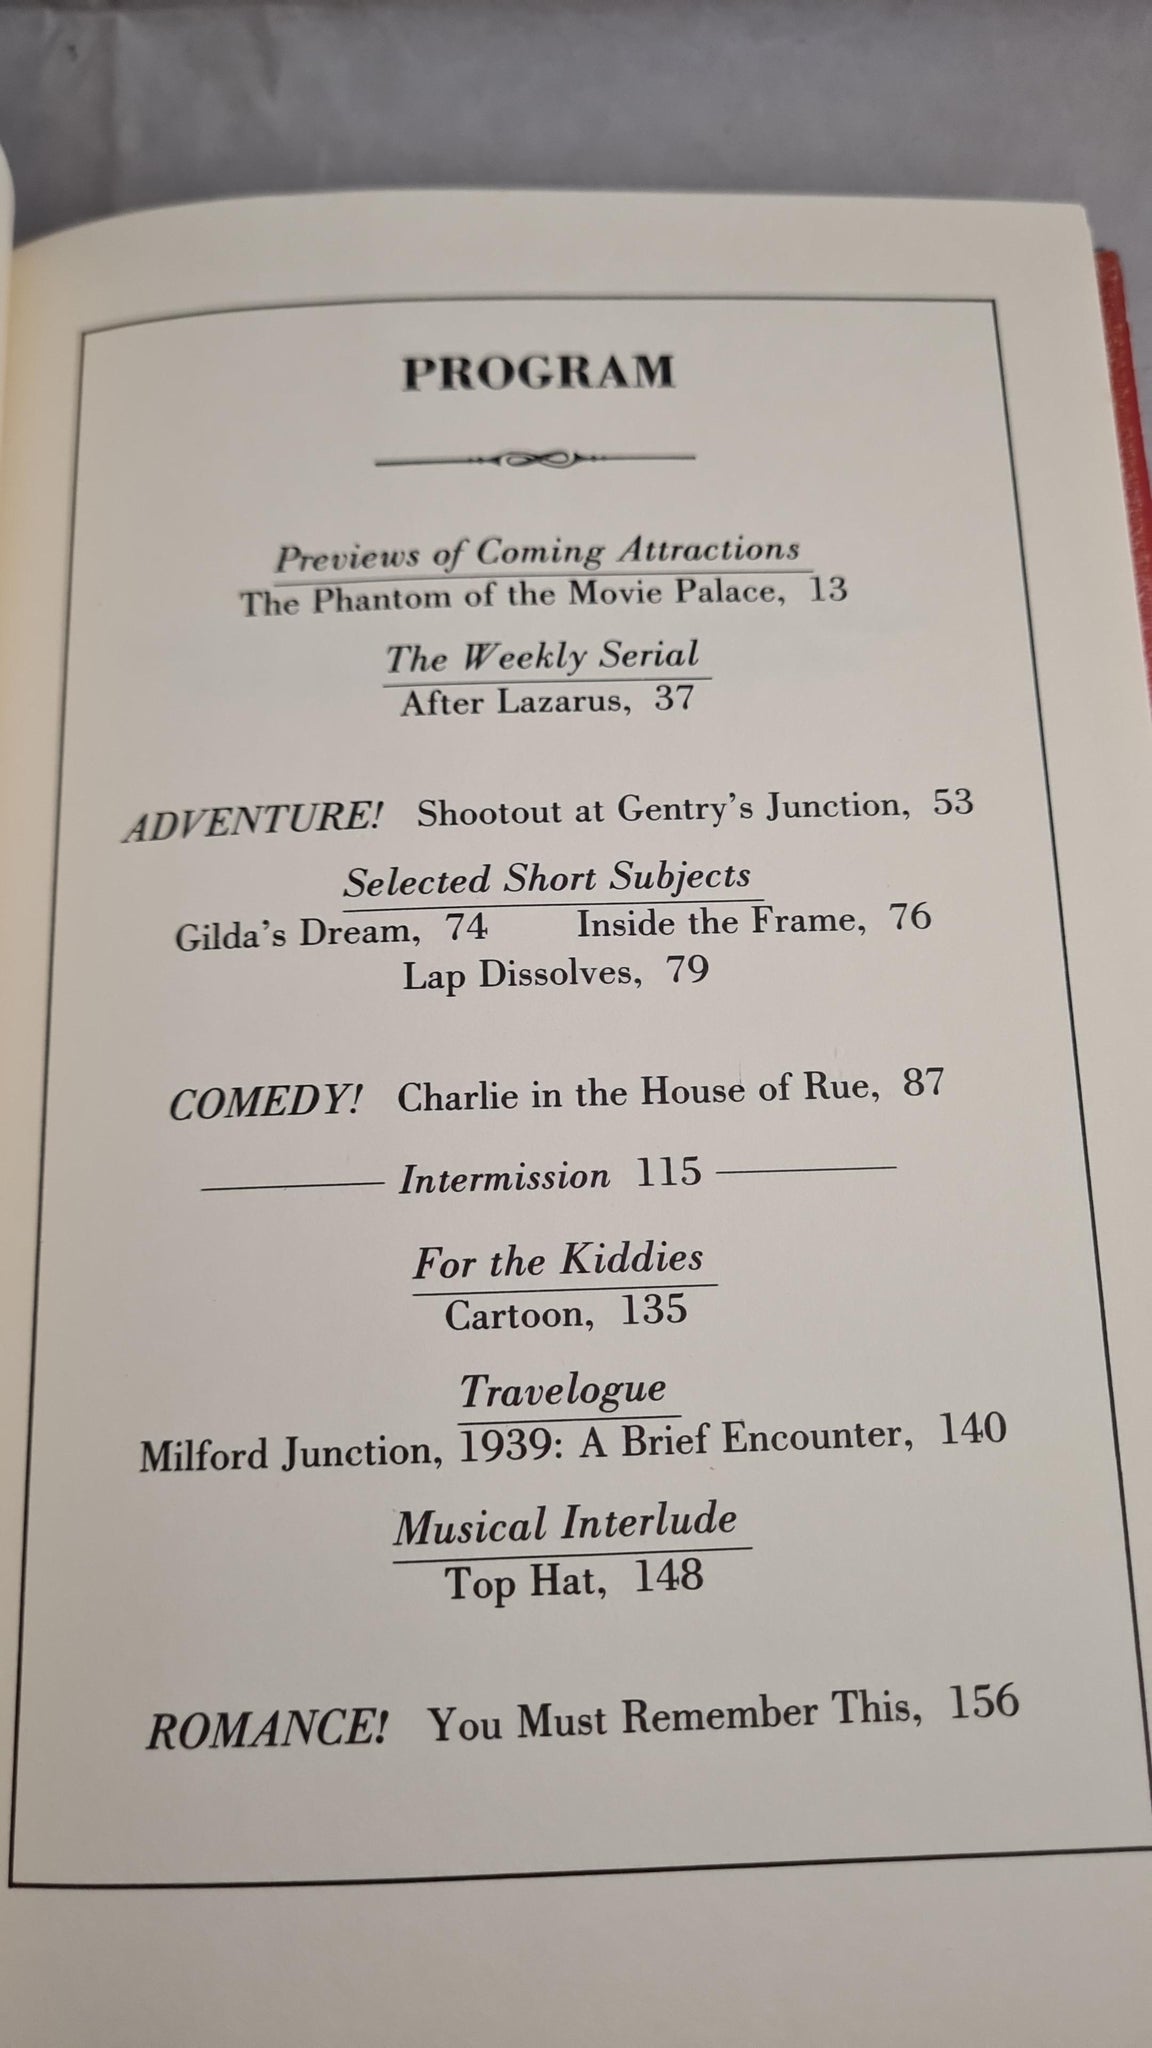 PROGRAM
Previews of Coming Attractions
The Phantom of the Movie Palace, 13
The Weekly Serial
After Lazarus, 37
ADVENTURE! Shootout at Gentry's Junction, 53
Selected Short Subjects
Gilda's Dream, 74 Inside the Frame, 76
Lap Dissolves, 79
COMEDY! Charlie in the House of Rue, 87
Intermission 115
For the Kiddies
Cartoon, 135
Travelogue
Milford Junction, 1939: A Brief Encounter, 140
Musical Interlude
Top Hat, 148
ROMANCE! You Must Remember This, 156